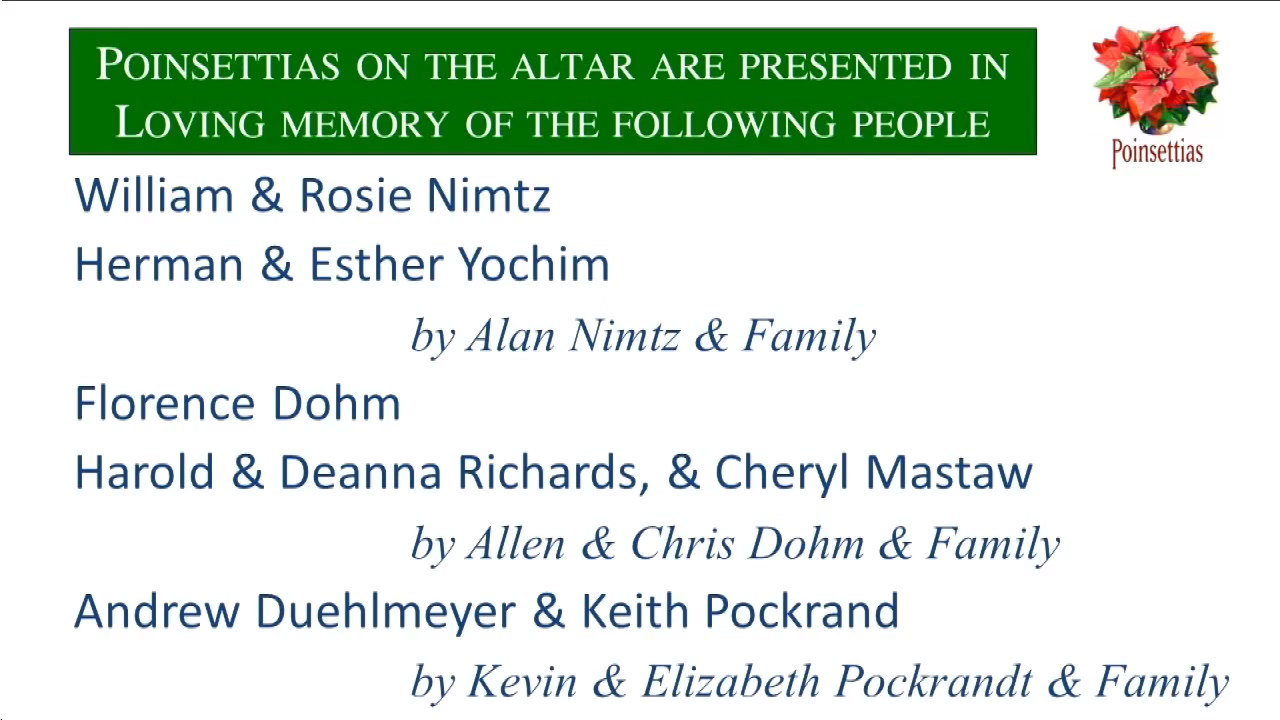 POINSETTIAS ON THE ALTAR ARE PRESENTED IN
LOVING MEMORY OF THE FOLLOWING PEOPLE
Poinsettias
William & Rosie Nimtz
Herman & Esther Yochim
by Alan Nimtz & Family
Florence Dohm
Harold & Deanna Richards, & Cheryl Mastaw
by Allen & Chris Dohm & Family
Andrew Duehlmeyer & Keith Pockrand
by Kevin & Elizabeth Pockrandt & Family